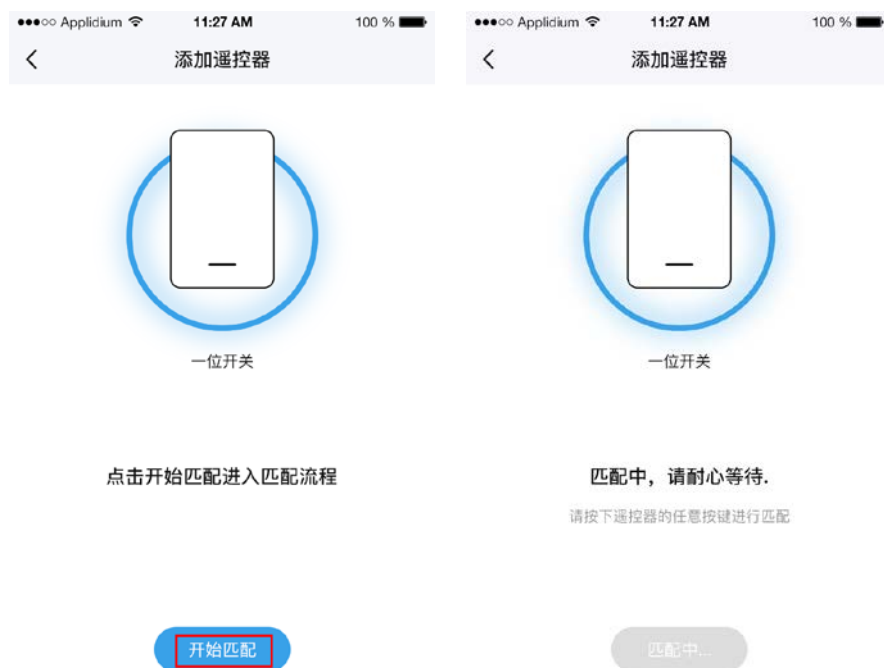 ●●●○○ Applidium 11:27 AM 100 %
添加遥控器
一位开关
点击开始匹配进入匹配流程
开始匹配
●●●○○ Applidium 11:27 AM 100 %
添加遥控器
一位开关
匹配中，请耐心等待.
请按下遥控器的任意按键进行匹配
匹配中...